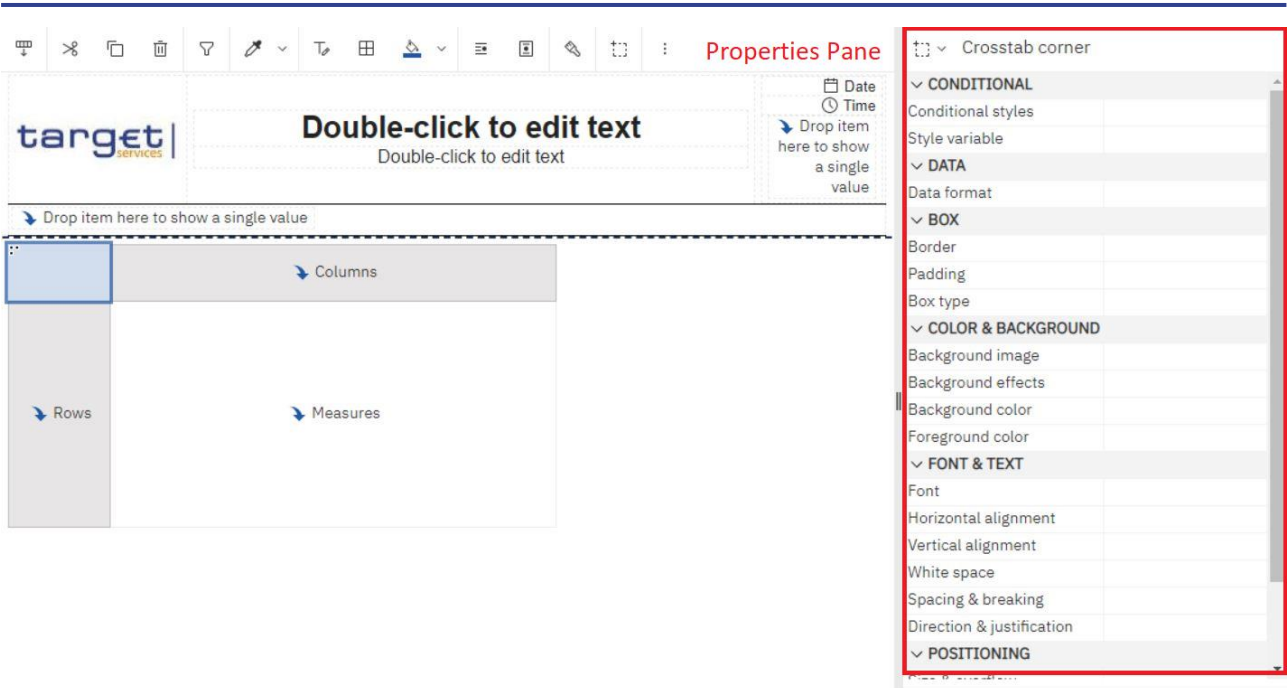 Properties Pane
Crosstab corner
Date
Time
Drop item
here to show
a single
value
target
services
Double-click to edit text
Double-click to edit text
Drop item here to show a single value
Columns
Rows
Measures
CONDITIONAL
Conditional styles
Style variable
DATA
Data format
BOX
Border
Padding
Box type
COLOR & BACKGROUND
Background image
Background effects
Background color
Foreground color
FONT & TEXT
Font
Horizontal alignment
Vertical alignment
White space
Spacing & breaking
Direction & justification
POSITIONING